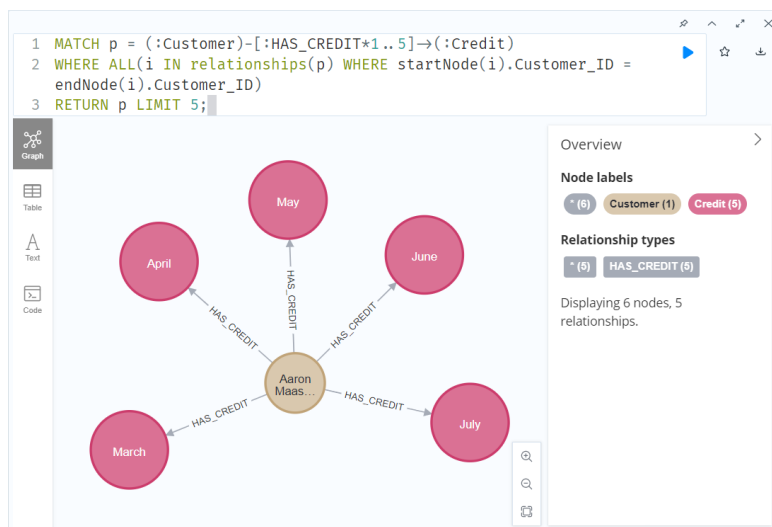 1 MATCH p = (:Customer)-[:HAS_CREDIT*1..5]->(:Credit)
2 WHERE ALL(i IN relationships(p) WHERE startNode(i).Customer_ID =
endNode(i).Customer_ID)
3 RETURN p LIMIT 5;
Graph
Table
Text
Code
May
April
June
HAS_CREDIT
HAS_CREDIT
HAS_CREDIT
Aaron
Maas...
HAS_CREDIT
HAS_CREDIT
March
July
Overview
Node labels
* (6) Customer (1) Credit (5)
Relationship types
* (5) HAS_CREDIT (5)
Displaying 6 nodes, 5
relationships.